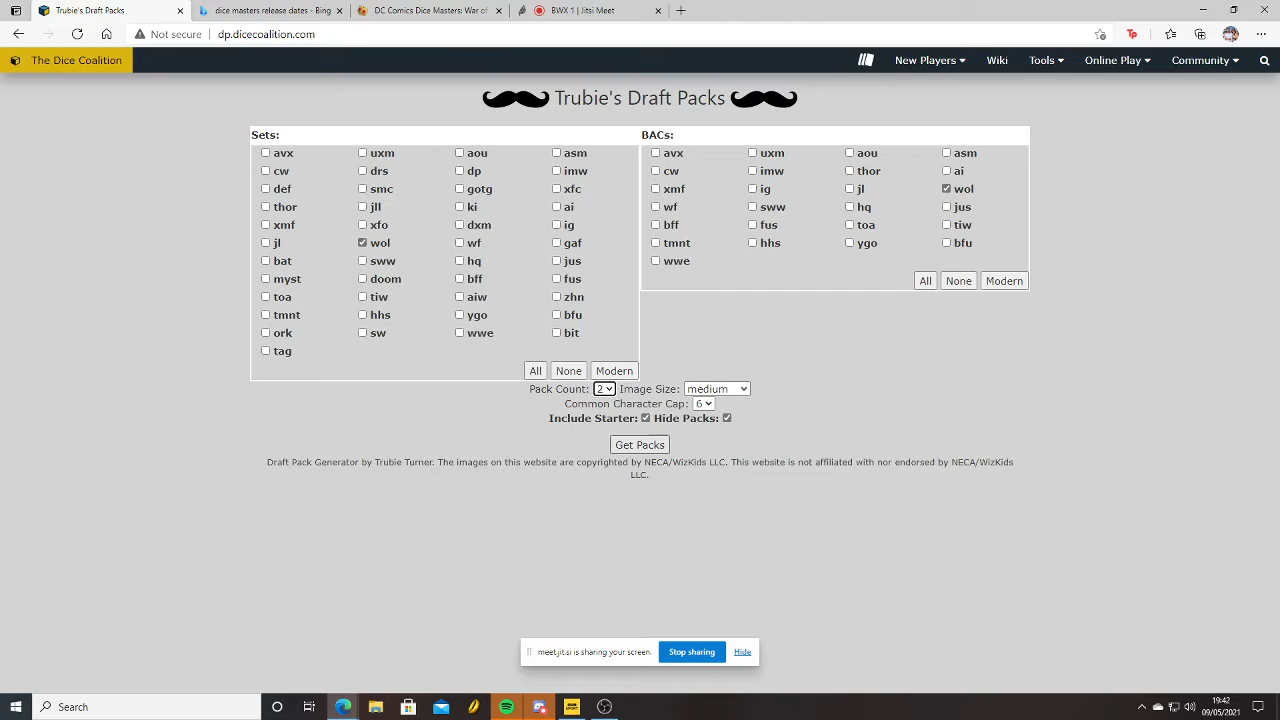 Trubie's Draft Packs
dice masters release dates - Bing
DC Comics Dice Masters: War of
BWX 1 | Jitsi Meet
Not secure
dp.dicecoalition.com
The Dice Coalition
New Players
Wiki
Tools
Online Play
Community
Trubie's Draft Packs
Sets:
avx uxm aou asm
cw drs dp imw
def smc gotg xfc
thor jll ki ai
xmf xfo dxm ig
jl wol wf gaf
bat sww hq jus
myst doom bff fus
toa tiw aiw zhn
tmnt hhs ygo bfu
ork sw wwe bit
tag
All None Modern
BACs:
avx uxm aou asm
cw imw thor ai
xmf ig jl wol
wf sww hq jus
bff fus toa tiw
tmnt hhs ygo bfu
wwe
All None Modern
Pack Count: 2 Image Size: medium
Common Character Cap: 6
Include Starter: Hide Packs:
Get Packs
Draft Pack Generator by Trubie Turner. The images on this website are copyrighted by NECA/WizKids LLC. This website is not affiliated with nor endorsed by NECA/WizKids
LLC.
meet.jit.si is sharing your screen.
Stop sharing
Hide
Search
19:42
09/05/2021